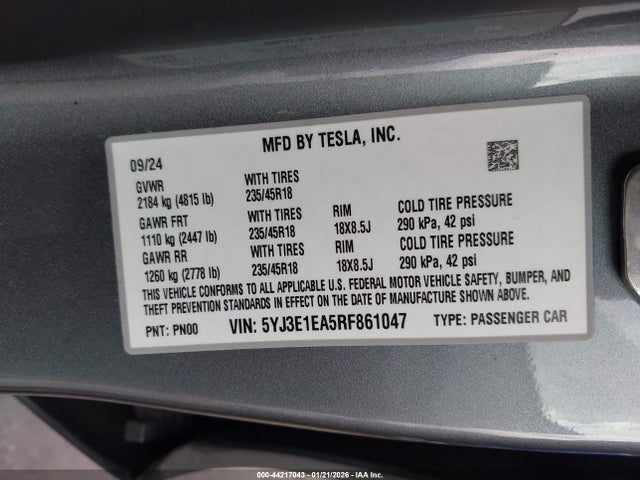 MFD BY TESLA, INC.
09/24
GVWR WITH TIRES
2184 kg (4815 lb) 235/45R18
GAWR FRT WITH TIRES RIM COLD TIRE PRESSURE
1110 kg (2447 lb) 235/45R18 18X8.5J 290 kPa, 42 psi
GAWR RR WITH TIRES RIM COLD TIRE PRESSURE
1260 kg (2778 lb) 235/45R18 18X8.5J 290 kPa, 42 psi
THIS VEHICLE CONFORMS TO ALL APPLICABLE U.S. FEDERAL MOTOR VEHICLE SAFETY, BUMPER, AND
THEFT PREVENTION STANDARDS IN EFFECT ON THE DATE OF MANUFACTURE SHOWN ABOVE.
PNT: PN00 VIN: 5YJ3E1EA5RF861047 TYPE: PASSENGER CAR
000-44217043 - 01/21/2026 - IAA Inc.